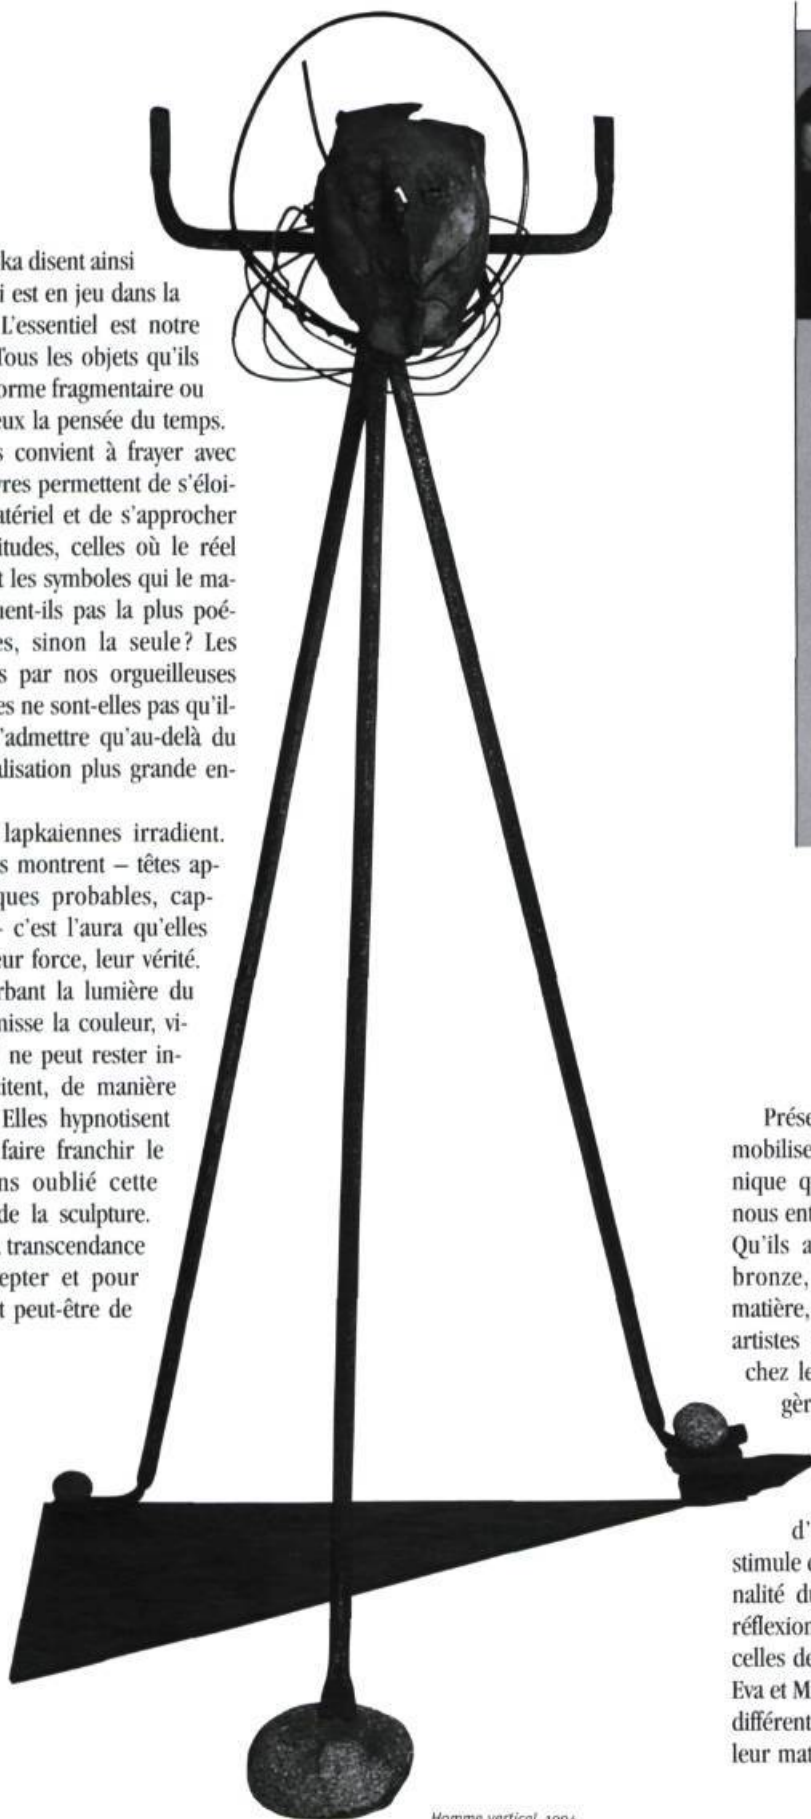 ka disent ainsi
i est en jeu dans la
L'essentiel est notre
Tous les objets qu'ils
orme fragmentaire ou
eux la pensée du temps.
s convient à frayer avec
res permettent de s'éloi-
atériel et de s'approcher
itudes, celles où le réel
t les symboles qui le ma-
uent-ils pas la plus poé-
es, sinon la seule? Les
s par nos orgueilleuses
es ne sont-elles pas qu'il-
'admettre qu'au-delà du
alisation plus grande en-
lapkaiennes irradient.
s montrent – têtes ap-
ques probables, cap-
- c'est l'aura qu'elles
eur force, leur vérité.
rbant la lumière du
nisse la couleur, vi-
ne peut rester in-
itent, de manière
Elles hypnotisent
faire franchir le
ns oublié cette
de la sculpture.
transcendance
epter et pour
t peut-être de
Prése
mobilise
nique q
nous ent
Qu'ils a
bronze,
matière,
artistes
chez le
gèr
d'
stimule
nalité du
réflexion
celles de
Eva et M
différent
leur mat
Homme vertical, 1994